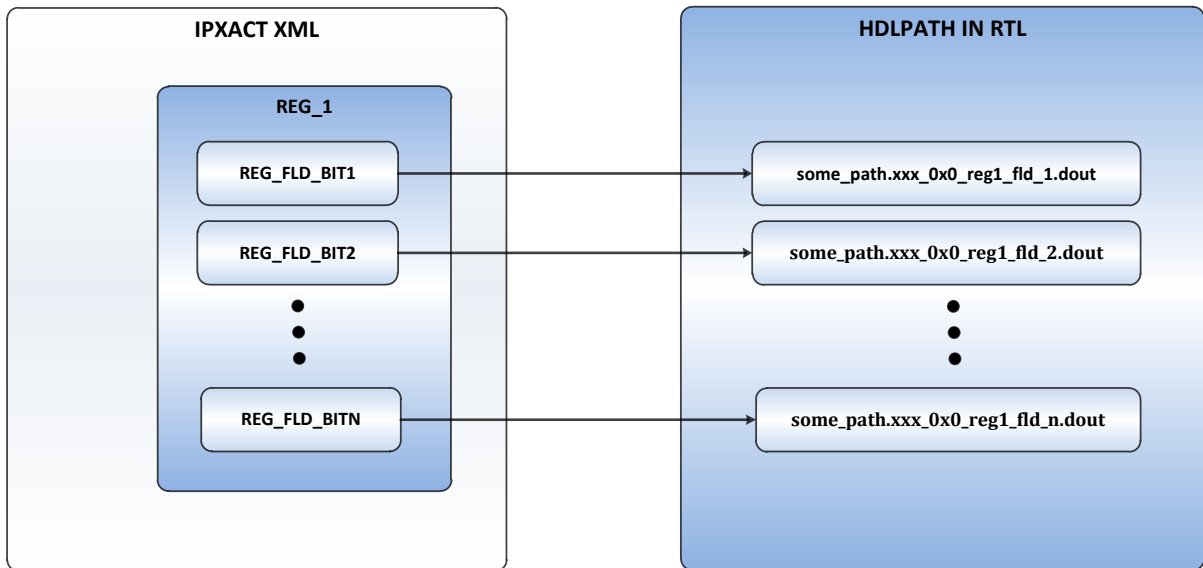 IPXACT XML
HDLPATH IN RTL
REG_1
REG_FLD_BIT1
some_path.xxx_0x0_reg1_fld_1.dout
REG_FLD_BIT2
some_path.xxx_0x0_reg1_fld_2.dout
REG_FLD_BITN
some_path.xxx_0x0_reg1_fld_n.dout